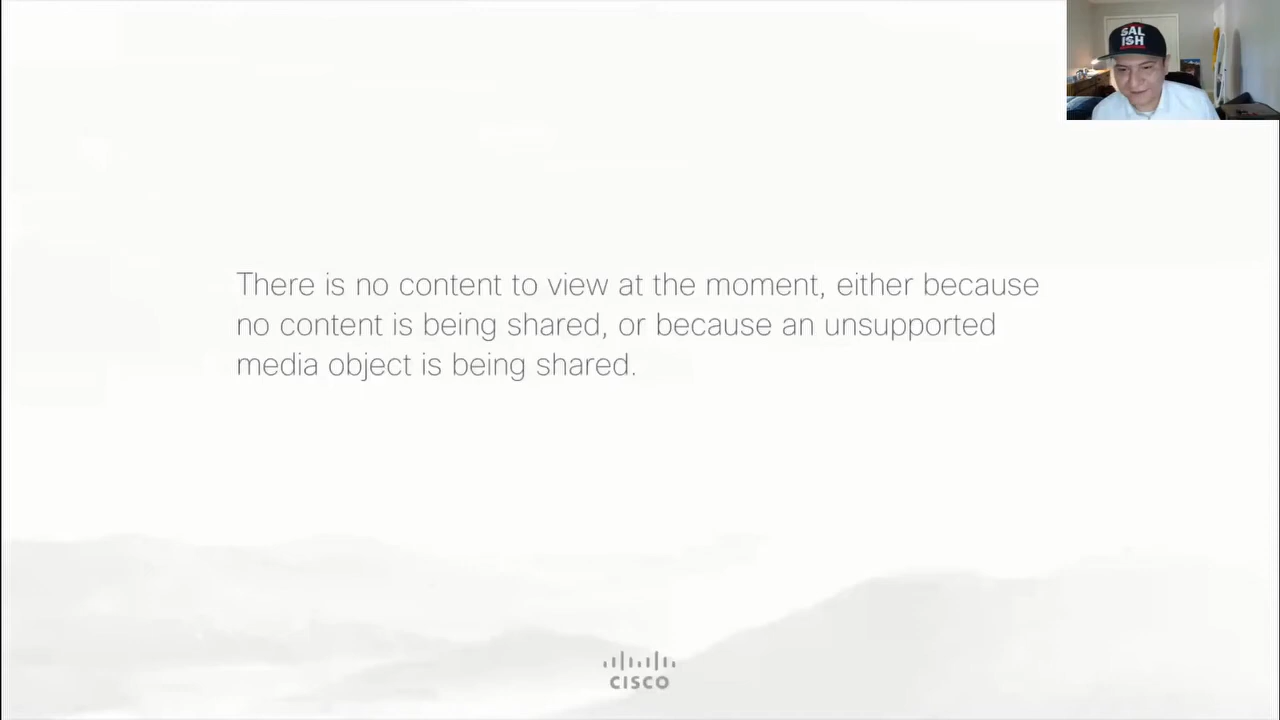 SAL
ISH
There is no content to view at the moment, either because
no content is being shared, or because an unsupported
media object is being shared.
CISCO